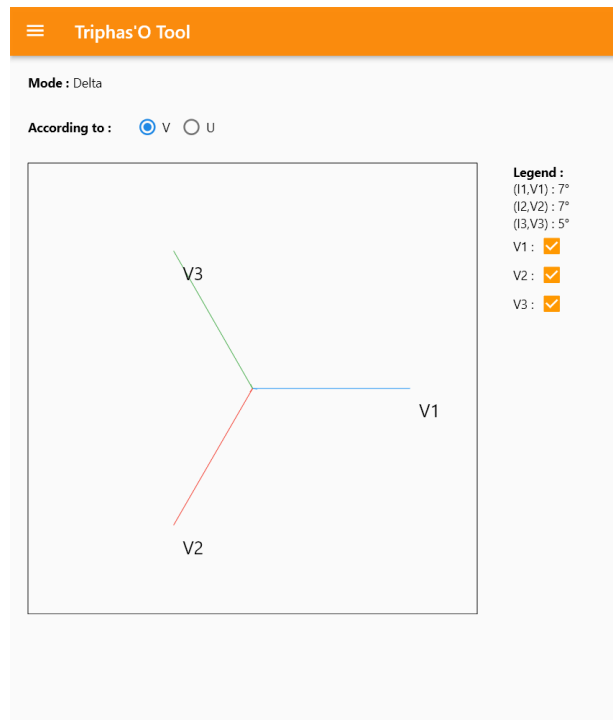 Triphas'O Tool
Mode : Delta
According to : V U
Legend :
(I1,V1) : 7°
(I2,V2) : 7°
(I3,V3) : 5°
V1 :
V2 :
V3 :
V3
V1
V2